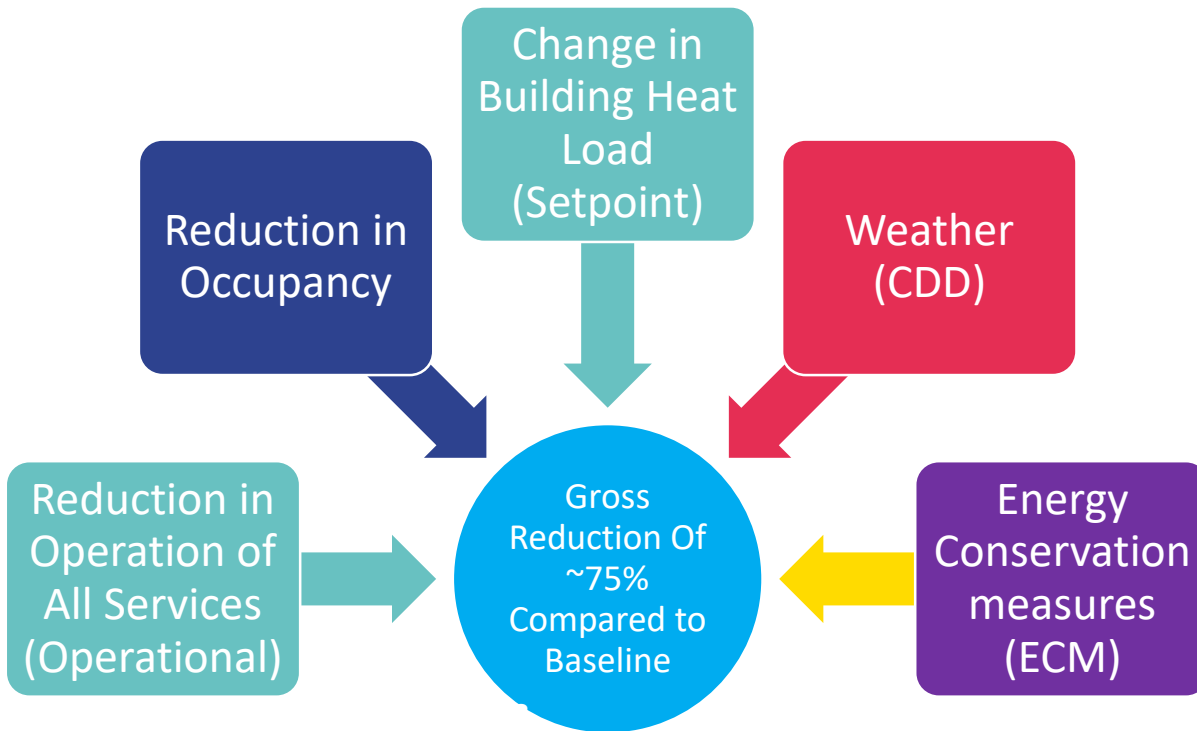 Change in
Building Heat
Load
(Setpoint)
Reduction in
Occupancy
Weather
(CDD)
Reduction in
Operation of
All Services
(Operational)
Gross
Reduction Of
~75%
Compared to
Baseline
Energy
Conservation
measures
(ECM)